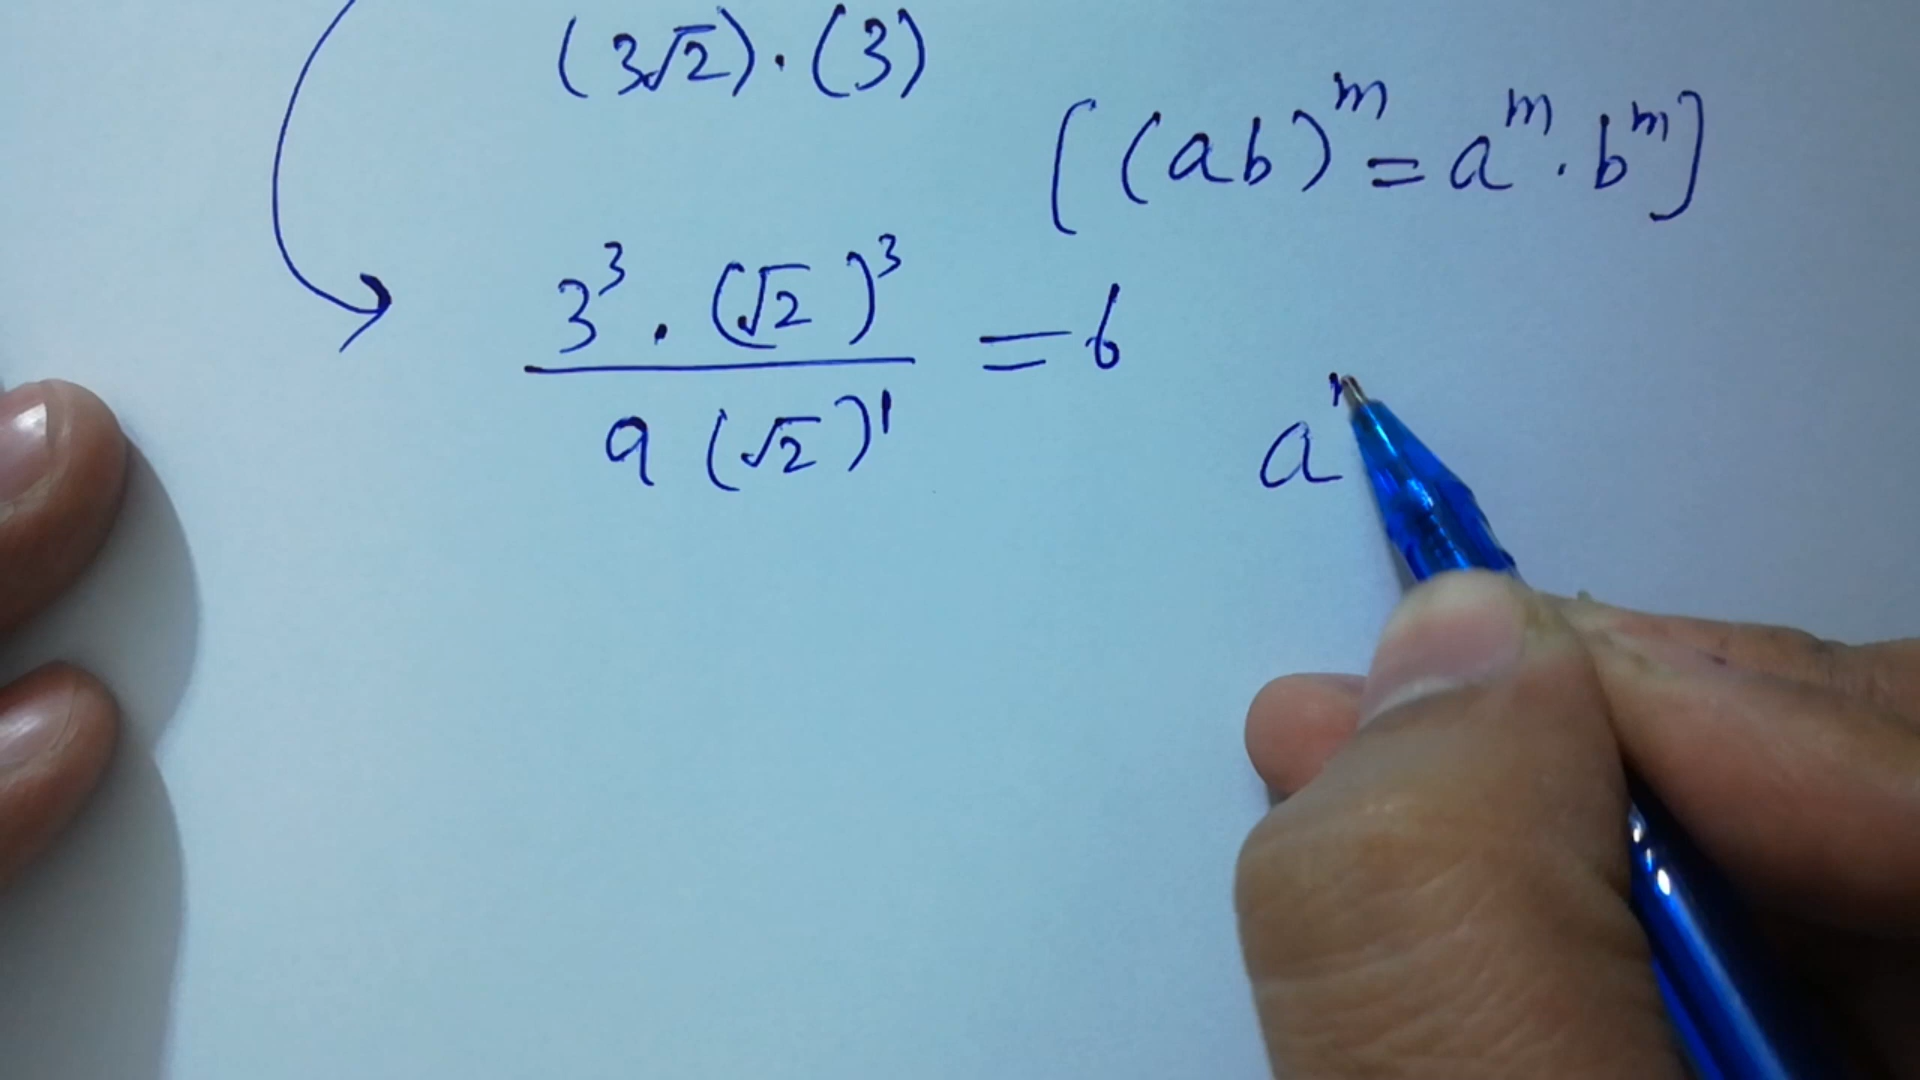 (3√2)·(3)
[(ab)^m = a^m · b^m]
3^3 · (√2)^3 / 9 (√2)^1 = 6
a